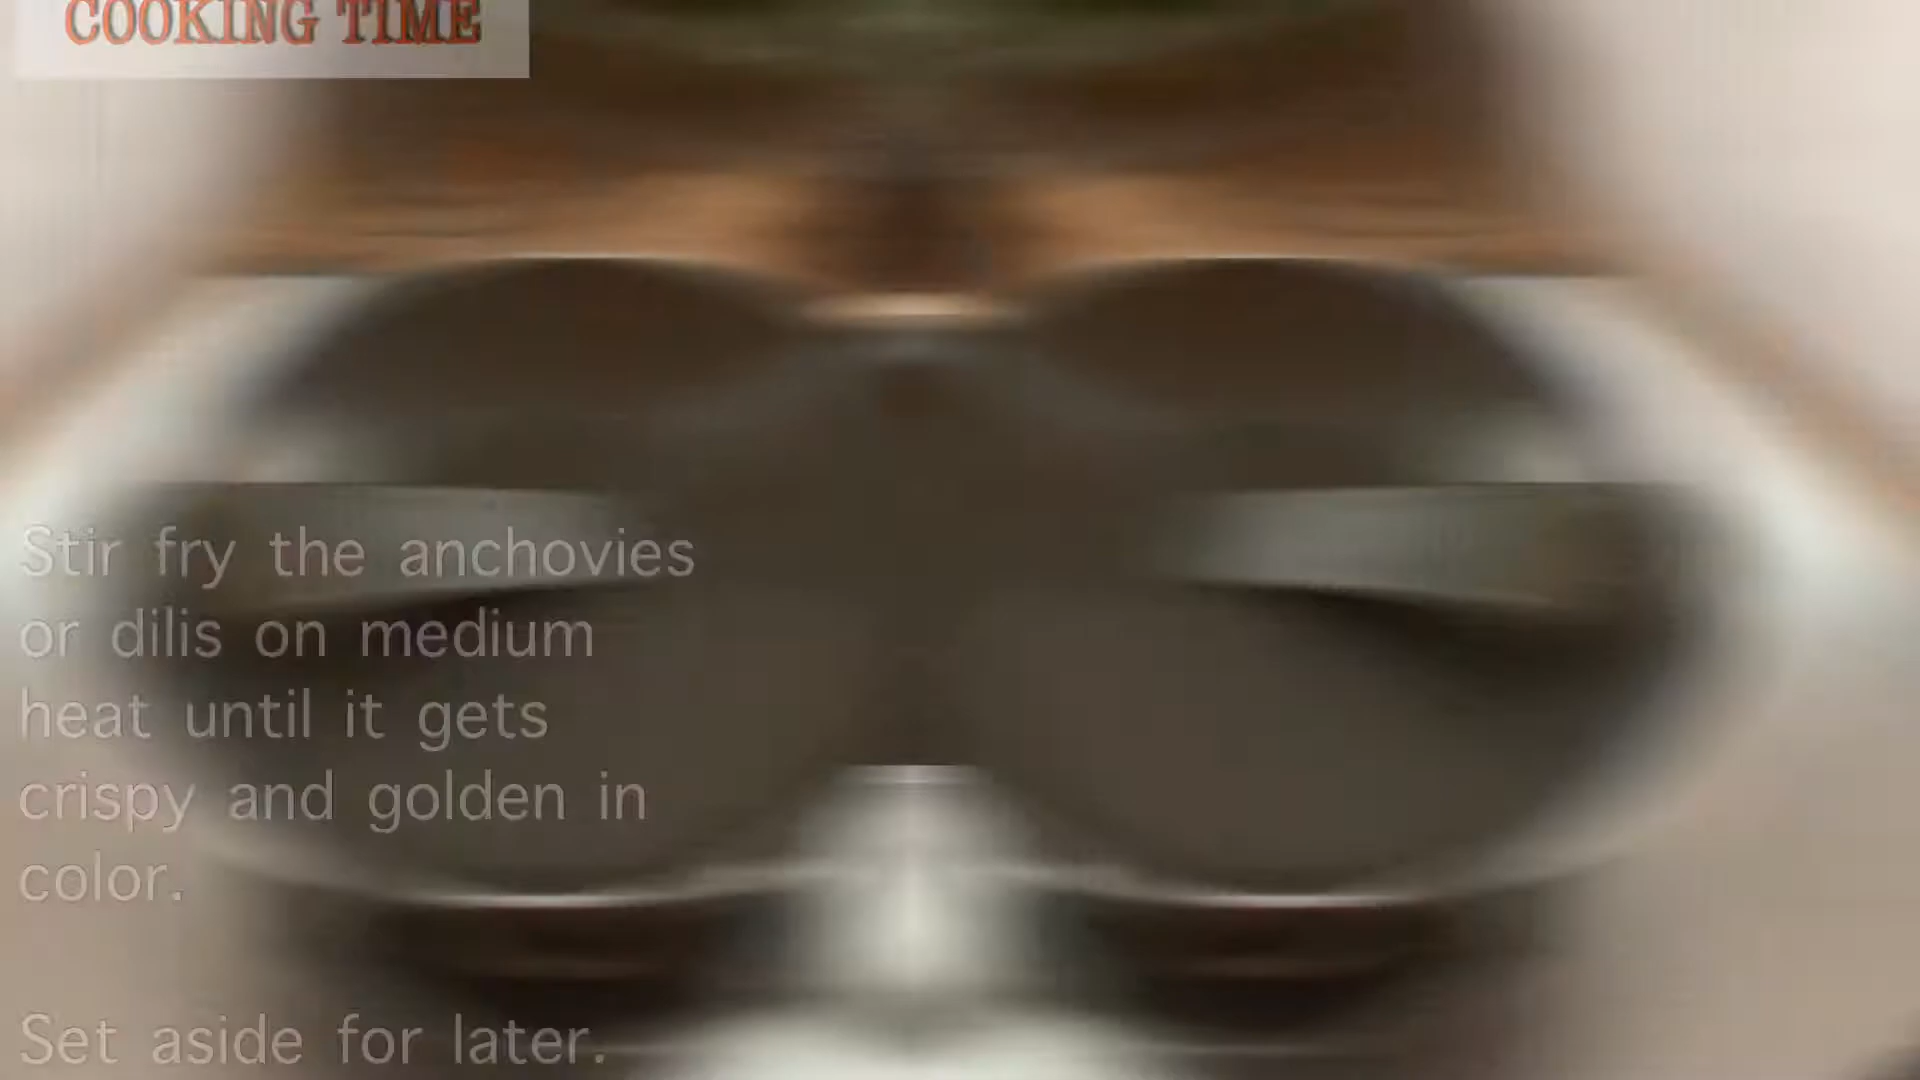 COOKING TIME
Stir fry the anchovies
or dilis on medium
heat until it gets
crispy and golden in
color.
Set aside for later.